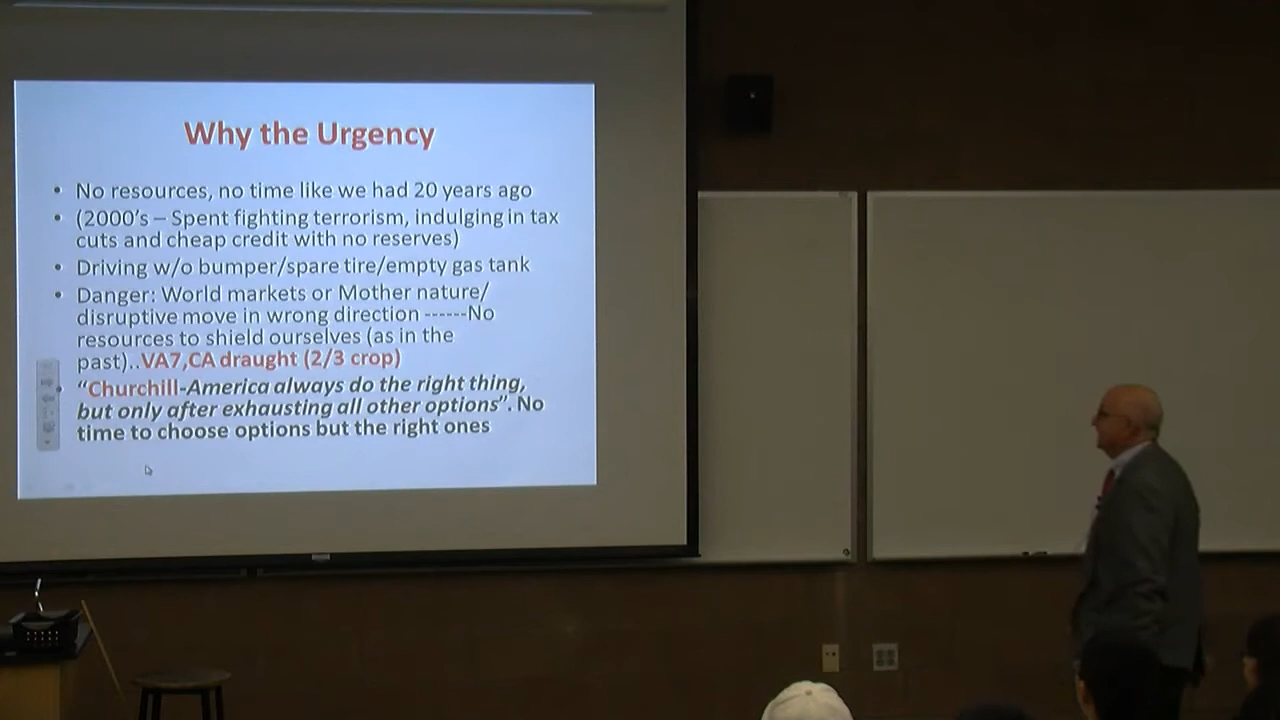 Why the Urgency
• No resources, no time like we had 20 years ago
• (2000's – Spent fighting terrorism, indulging in tax
cuts and cheap credit with no reserves)
• Driving w/o bumper/spare tire/empty gas tank
• Danger: World markets or Mother nature/
disruptive move in wrong direction ------No
resources to shield ourselves (as in the
past)..VA7,CA draught (2/3 crop)
• “Churchill-America always do the right thing,
but only after exhausting all other options”. No
time to choose options but the right ones